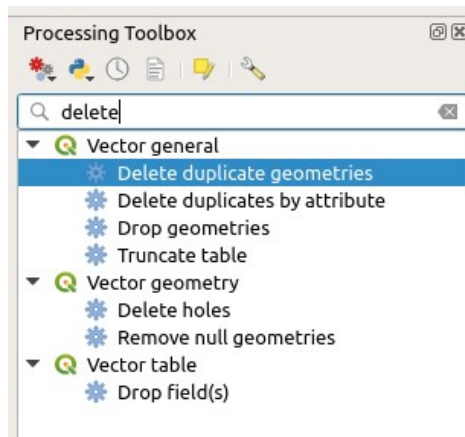 Processing Toolbox
delete
Vector general
Delete duplicate geometries
Delete duplicates by attribute
Drop geometries
Truncate table
Vector geometry
Delete holes
Remove null geometries
Vector table
Drop field(s)